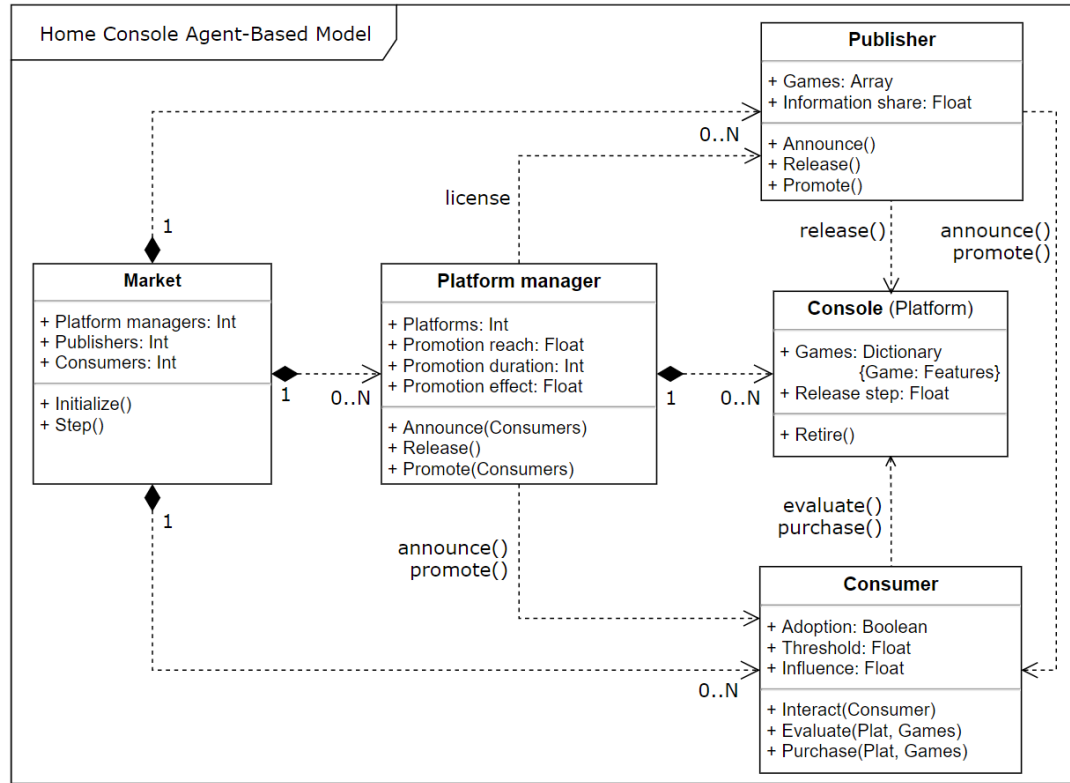 Home Console Agent-Based Model
Publisher
+ Games: Array
+ Information share: Float
+ Announce()
+ Release()
+ Promote()
0..N
license
1
release()
announce()
promote()
Market
+ Platform managers: Int
+ Publishers: Int
+ Consumers: Int
+ Initialize()
+ Step()
1
0..N
Platform manager
+ Platforms: Int
+ Promotion reach: Float
+ Promotion duration: Int
+ Promotion effect: Float
+ Announce(Consumers)
+ Release()
+ Promote(Consumers)
1
0..N
Console (Platform)
+ Games: Dictionary
{Game: Features}
+ Release step: Float
+ Retire()
1
announce()
promote()
evaluate()
purchase()
0..N
Consumer
+ Adoption: Boolean
+ Threshold: Float
+ Influence: Float
+ Interact(Consumer)
+ Evaluate(Plat, Games)
+ Purchase(Plat, Games)